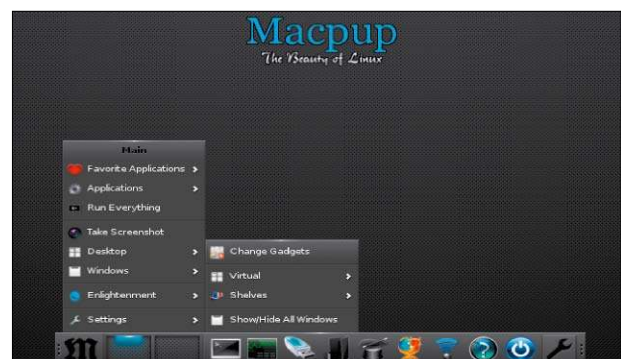 Macpup
The Beauty of Linux
Main
Favorite Applications
Applications
Run Everything
Take Screenshot
Desktop
Windows
Enlightenment
Settings
Change Gadgets
Virtual
Shelves
Show/Hide All Windows